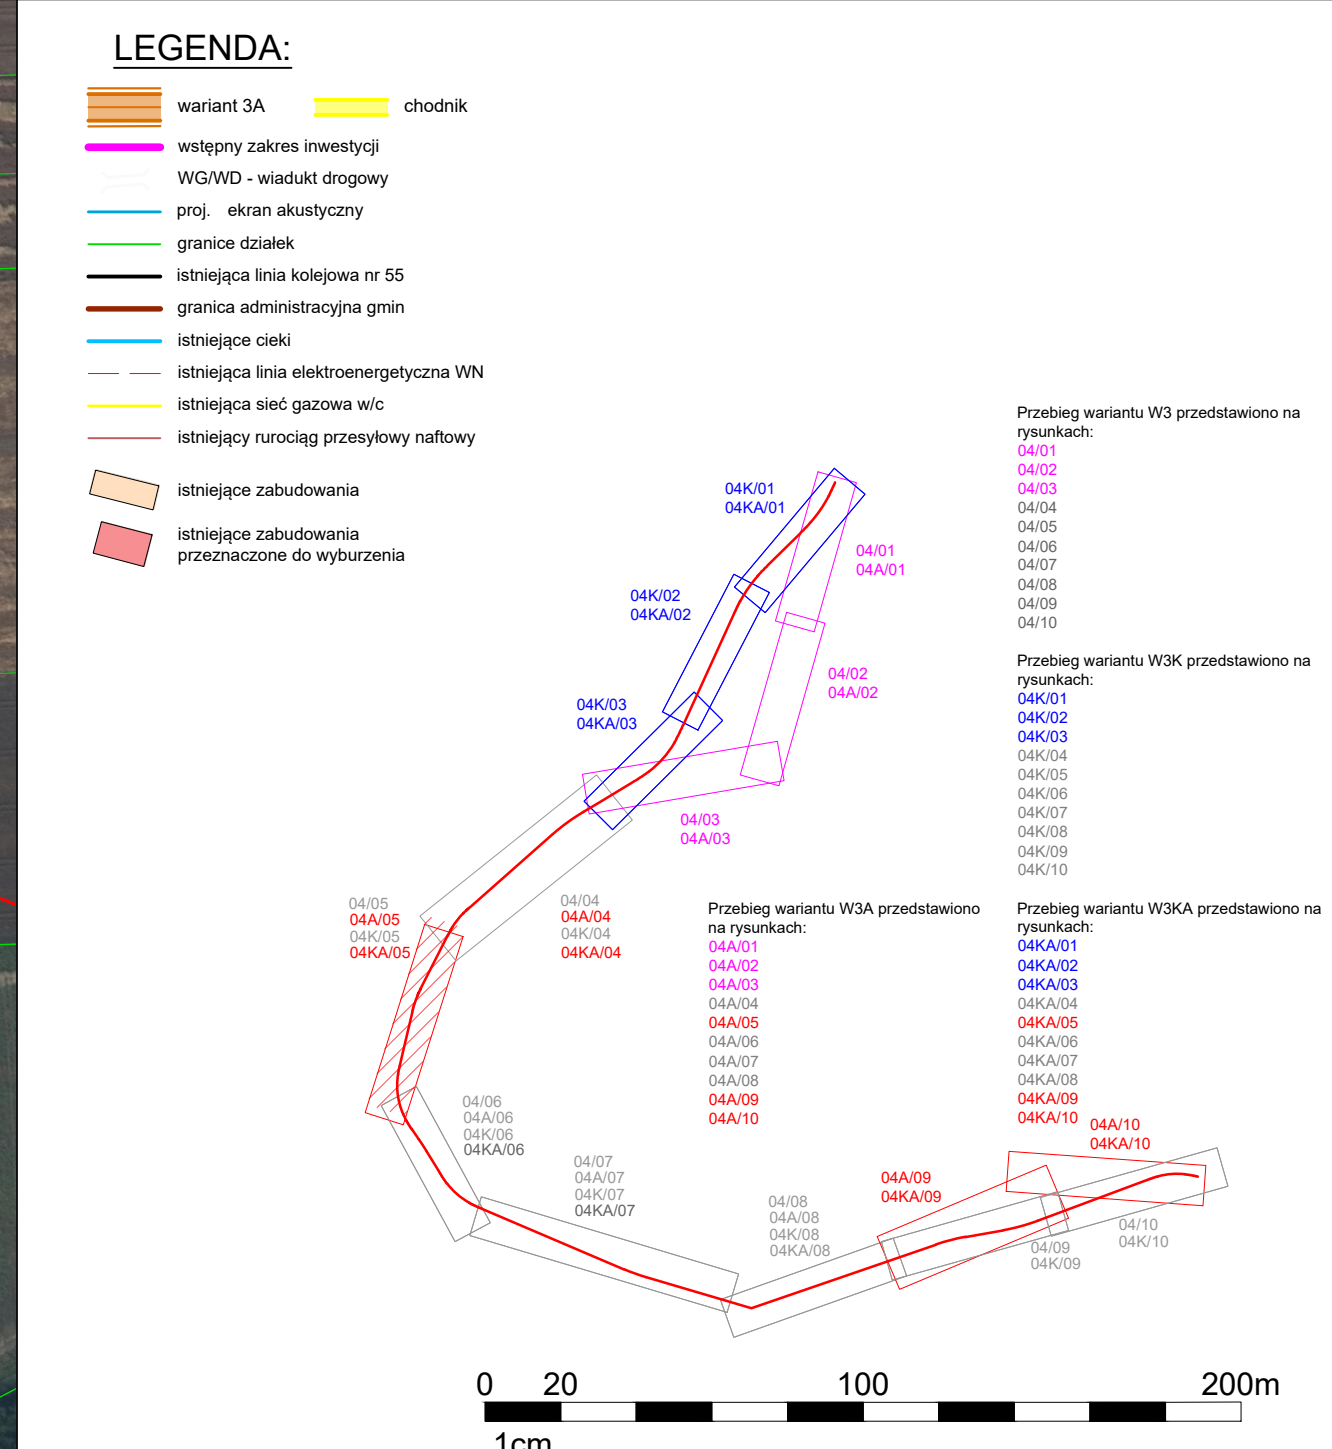 LEGENDA:
wariant 3A
chodnik
wstępny zakres inwestycji
WG/WD - wiadukt drogowy
proj. ekran akustyczny
granice działek
istniejąca linia kolejowa nr 55
granica administracyjna gmin
istniejące cieki
istniejąca linia elektroenergetyczna WN
istniejąca sieć gazowa w/c
istniejący rurociąg przesyłowy naftowy
istniejące zabudowania
istniejące zabudowania
przeznaczone do wyburzenia
Przebieg wariantu W3 przedstawiono na
rysunkach:
04/01
04/02
04/03
04/04
04/05
04/06
04/07
04/08
04/09
04/10
Przebieg wariantu W3K przedstawiono na
rysunkach:
04K/01
04K/02
04K/03
04K/04
04K/05
04K/06
04K/07
04K/08
04K/09
04K/10
Przebieg wariantu W3A przedstawiono
na rysunkach:
04A/01
04A/02
04A/03
04A/04
04A/05
04A/06
04A/07
04A/08
04A/09
04A/10
Przebieg wariantu W3KA przedstawiono na
rysunkach:
04KA/01
04KA/02
04KA/03
04KA/04
04KA/05
04KA/06
04KA/07
04KA/08
04KA/09
04KA/10
04K/01
04KA/01
04/01
04A/01
04K/02
04KA/02
04/02
04A/02
04K/03
04KA/03
04/03
04A/03
04/04
04A/04
04K/04
04KA/04
04/05
04A/05
04K/05
04KA/05
04/06
04A/06
04K/06
04KA/06
04/07
04A/07
04K/07
04KA/07
04/08
04A/08
04K/08
04KA/08
04A/09
04KA/09
04/09
04K/09
04A/10
04KA/10
04/10
04K/10
0 20 100 200m
1cm